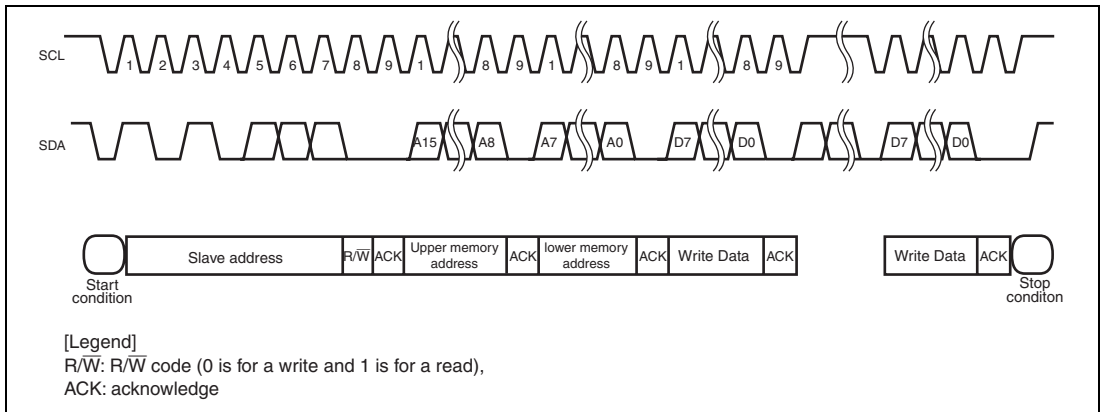 SCL
1 2 3 4 5 6 7 8 9 1 8 9 1 8 9 1 8 9
SDA
A15 A8 A7 A0 D7 D0 D7 D0
Slave address R/W̅ ACK Upper memory address ACK lower memory address ACK Write Data ACK Write Data ACK
Start
condition
Stop
conditon
[Legend]
R/W̅: R/W̅ code (0 is for a write and 1 is for a read),
ACK: acknowledge